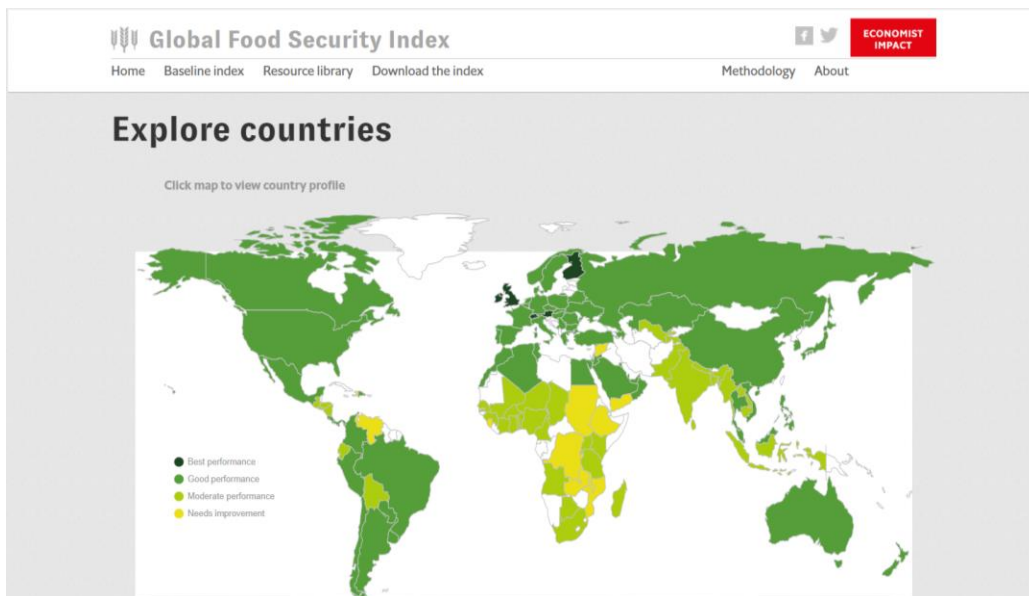 Global Food Security Index
ECONOMIST
IMPACT
Home Baseline index Resource library Download the index Methodology About
Explore countries
Click map to view country profile
Best performance
Good performance
Moderate performance
Needs improvement